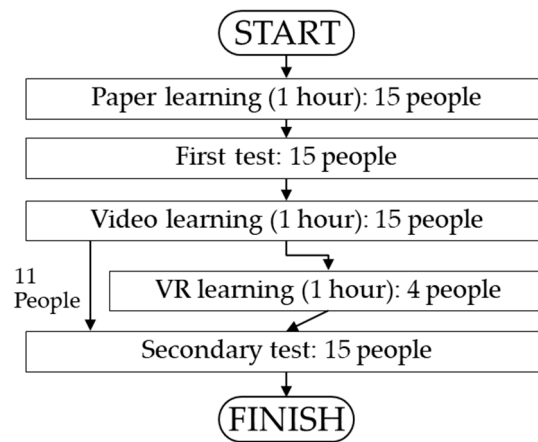 START
Paper learning (1 hour): 15 people
First test: 15 people
Video learning (1 hour): 15 people
11
People
VR learning (1 hour): 4 people
Secondary test: 15 people
FINISH